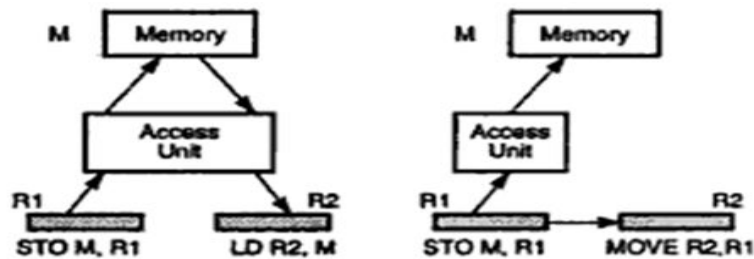 M Memory
Access
Unit
R1 R2
STO M, R1 LD R2, M
M Memory
Access
Unit
R1 R2
STO M, R1 MOVE R2,R1